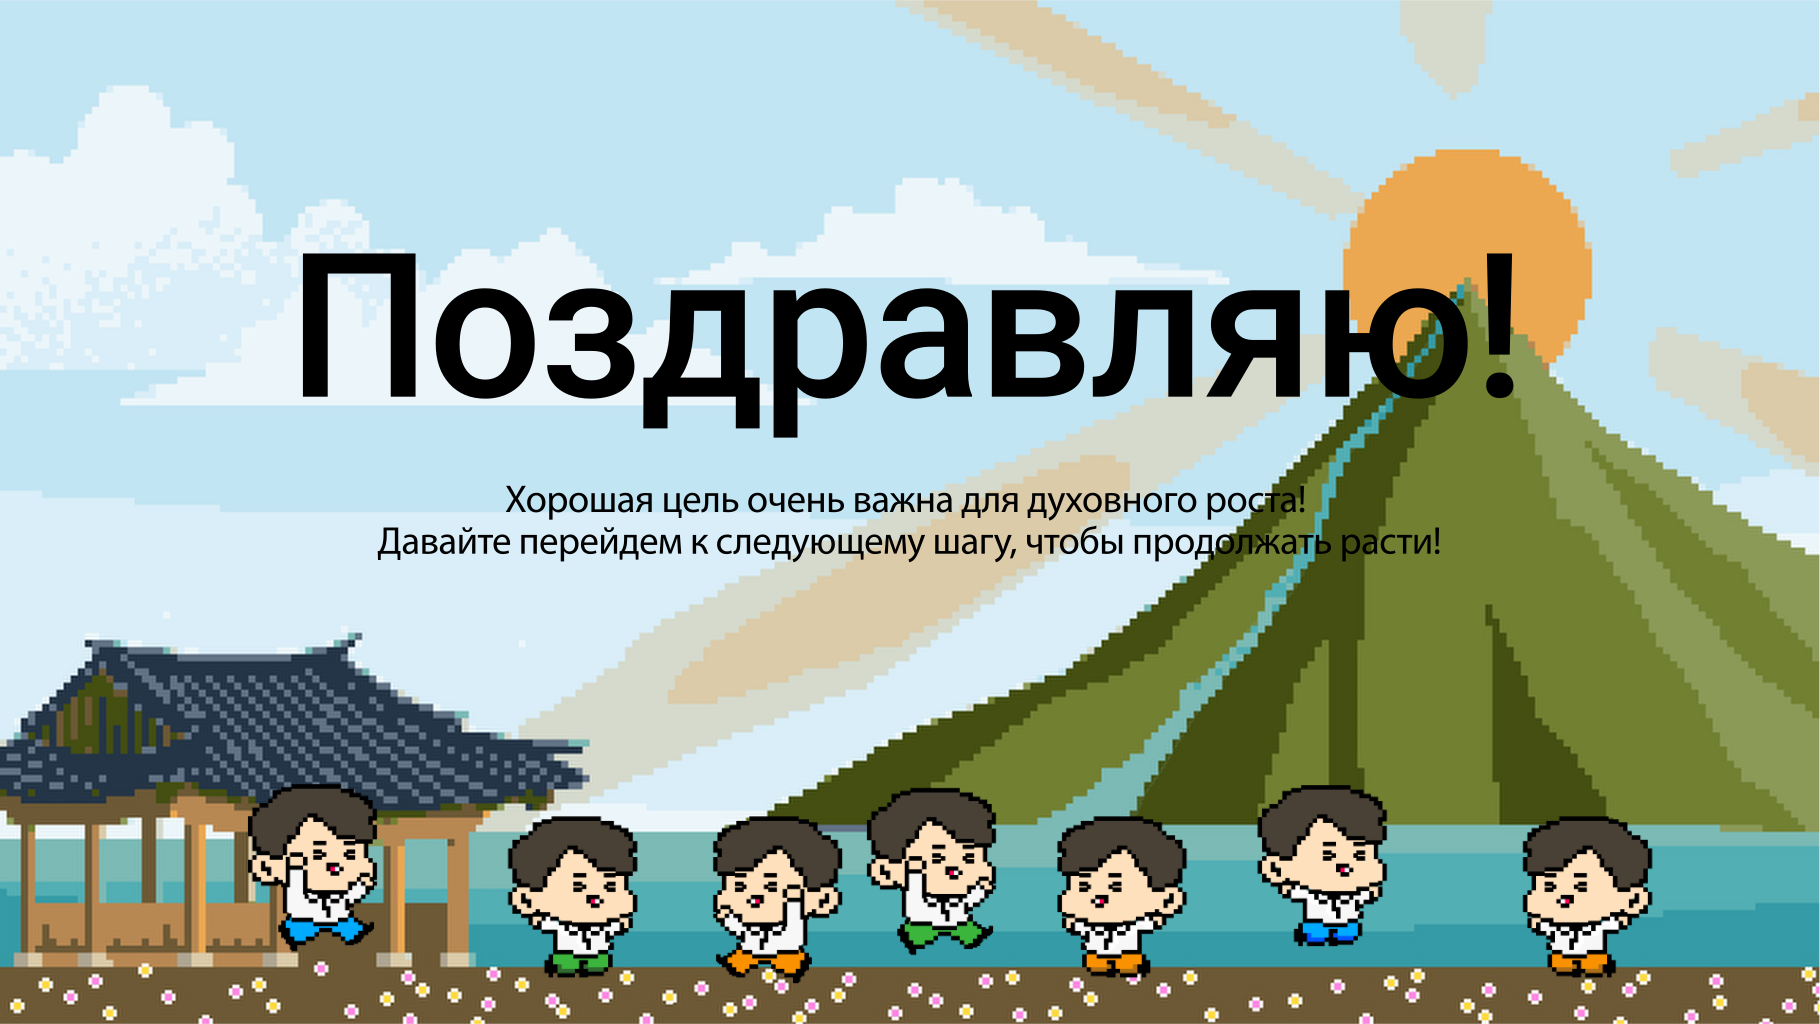 Поздравляю!
Хорошая цель очень важна для духовного роста!
Давайте перейдем к следующему шагу, чтобы продолжать расти!